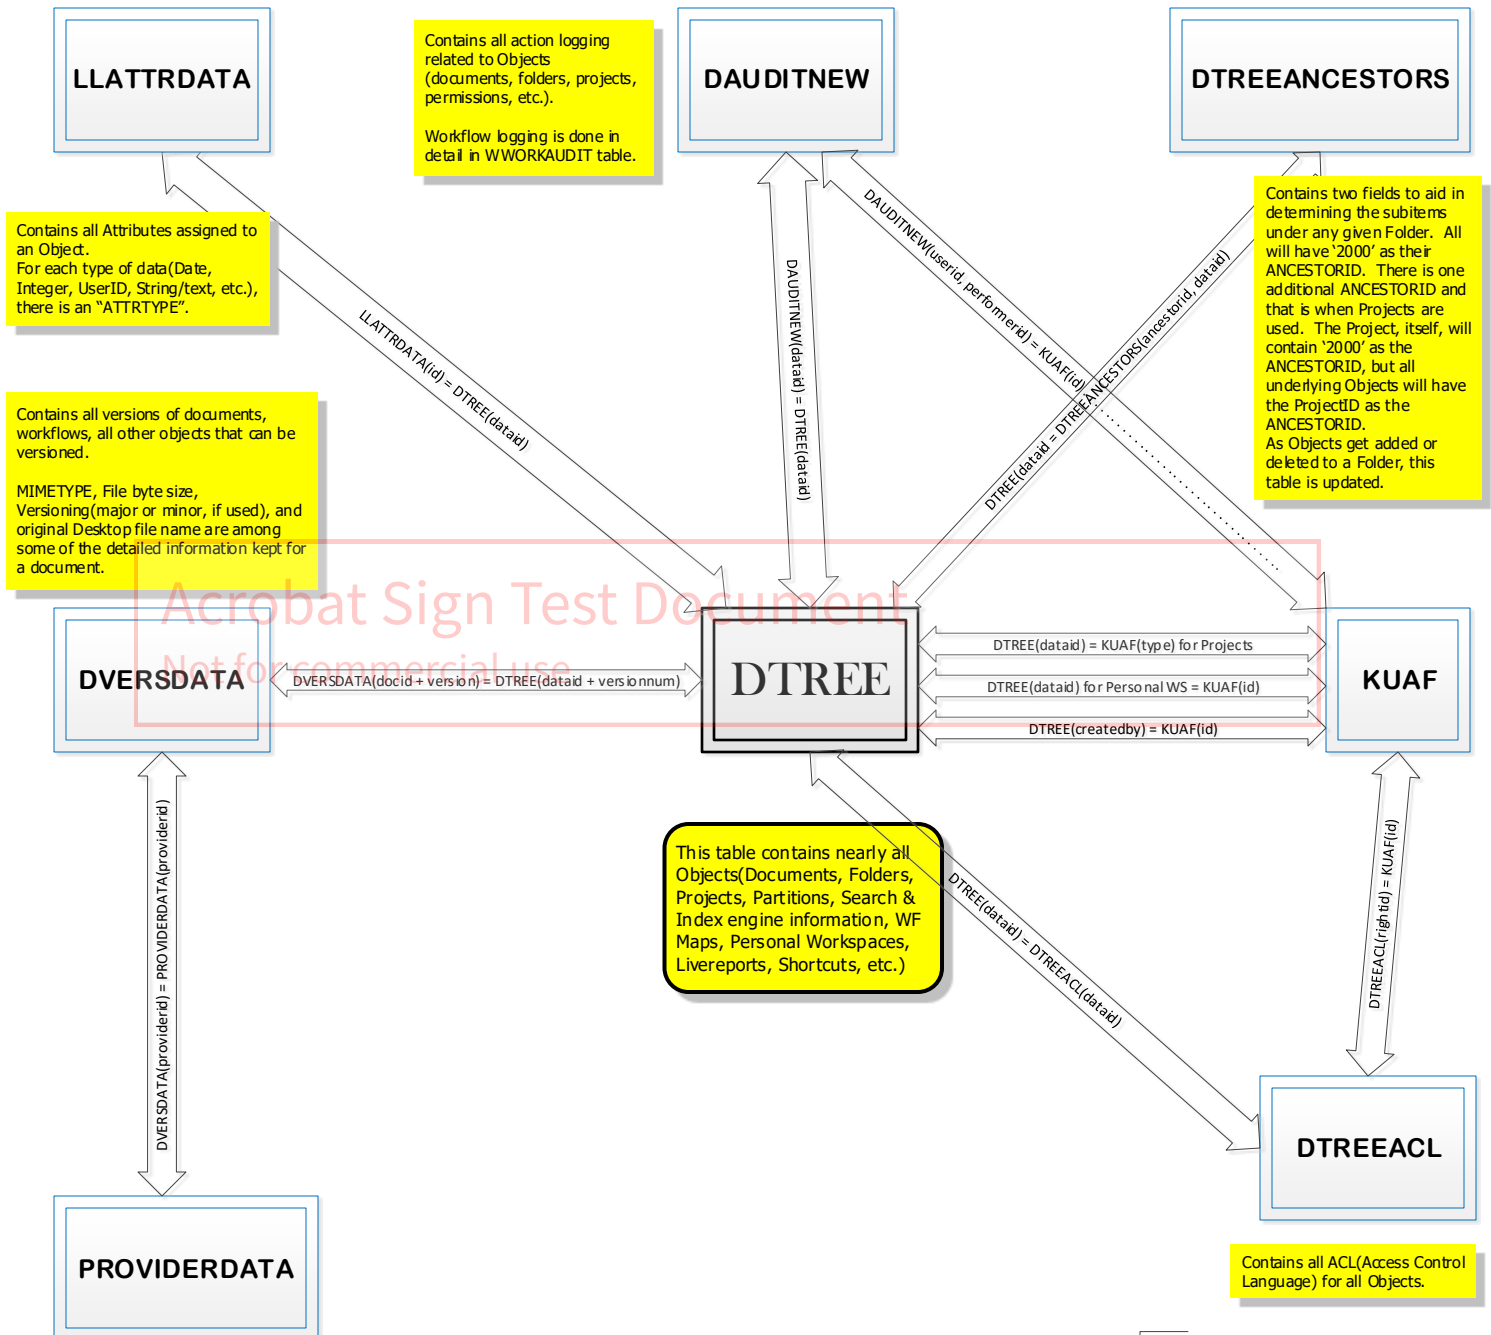 LLATTRDATA
Contains all action logging
related to Objects
(documents, folders, projects,
permissions, etc.).
Workflow logging is done in
detail in WWORKAUDIT table.
DAUDITNEW
DTREEANCESTORS
Contains all Attributes assigned to
an Object.
For each type of data(Date,
Integer, UserID, String/text, etc.),
there is an “ATTRTYPE”.
Contains two fields to aid in
determining the subitems
under any given Folder. All
will have ‘2000’ as their
ANCESTORID. There is one
additional ANCESTORID and
that is when Projects are
used. The Project, itself, will
contain ‘2000’ as the
ANCESTORID, but all
underlying Objects will have
the ProjectID as the
ANCESTORID.
As Objects get added or
deleted to a Folder, this
table is updated.
LLATTRDATA(id) = DTREE(dataid)
DAUDITNEW(dataid) = DTREE(dataid)
DAUDITNEW(userid, performerid) = KUAF(id) . . . . . . . . . . . . . . . . . . . . . . . . . . . . . .
DTREE(dataid = DTREEANCESTORS(ancestorid, dataid)
Contains all versions of documents,
workflows, all other objects that can be
versioned.
MIMETYPE, File byte size,
Versioning(major or minor, if used), and
original Desktop file name are among
some of the detailed information kept for
a document.
Acrobat Sign Test Document
Not for commercial use
DVERSDATA
DVERSDATA(docid + version) = DTREE(dataid + versionnum)
DTREE
DTREE(dataid) = KUAF(type) for Projects
DTREE(dataid) for Personal WS = KUAF(id)
DTREE(createdby) = KUAF(id)
KUAF
This table contains nearly all
Objects(Documents, Folders,
Projects, Partitions, Search &
Index engine information, WF
Maps, Personal Workspaces,
Livereports, Shortcuts, etc.)
DVERSDATA(providerid) = PROVIDERDATA(providerid)
DTREE(dataid) = DTREEACL(dataid)
DTREEACL(rightid) = KUAF(id)
DTREEACL
PROVIDERDATA
Contains all ACL(Access Control
Language) for all Objects.